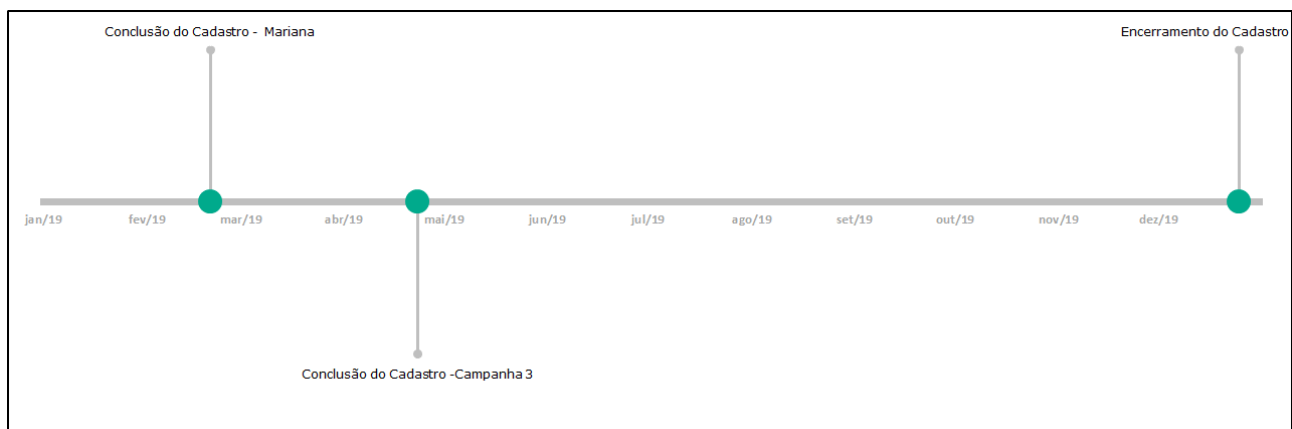 Conclusão do Cadastro - Mariana
Encerramento do Cadastro
jan/19 fev/19 mar/19 abr/19 mai/19 jun/19 jul/19 ago/19 set/19 out/19 nov/19 dez/19
Conclusão do Cadastro -Campanha 3